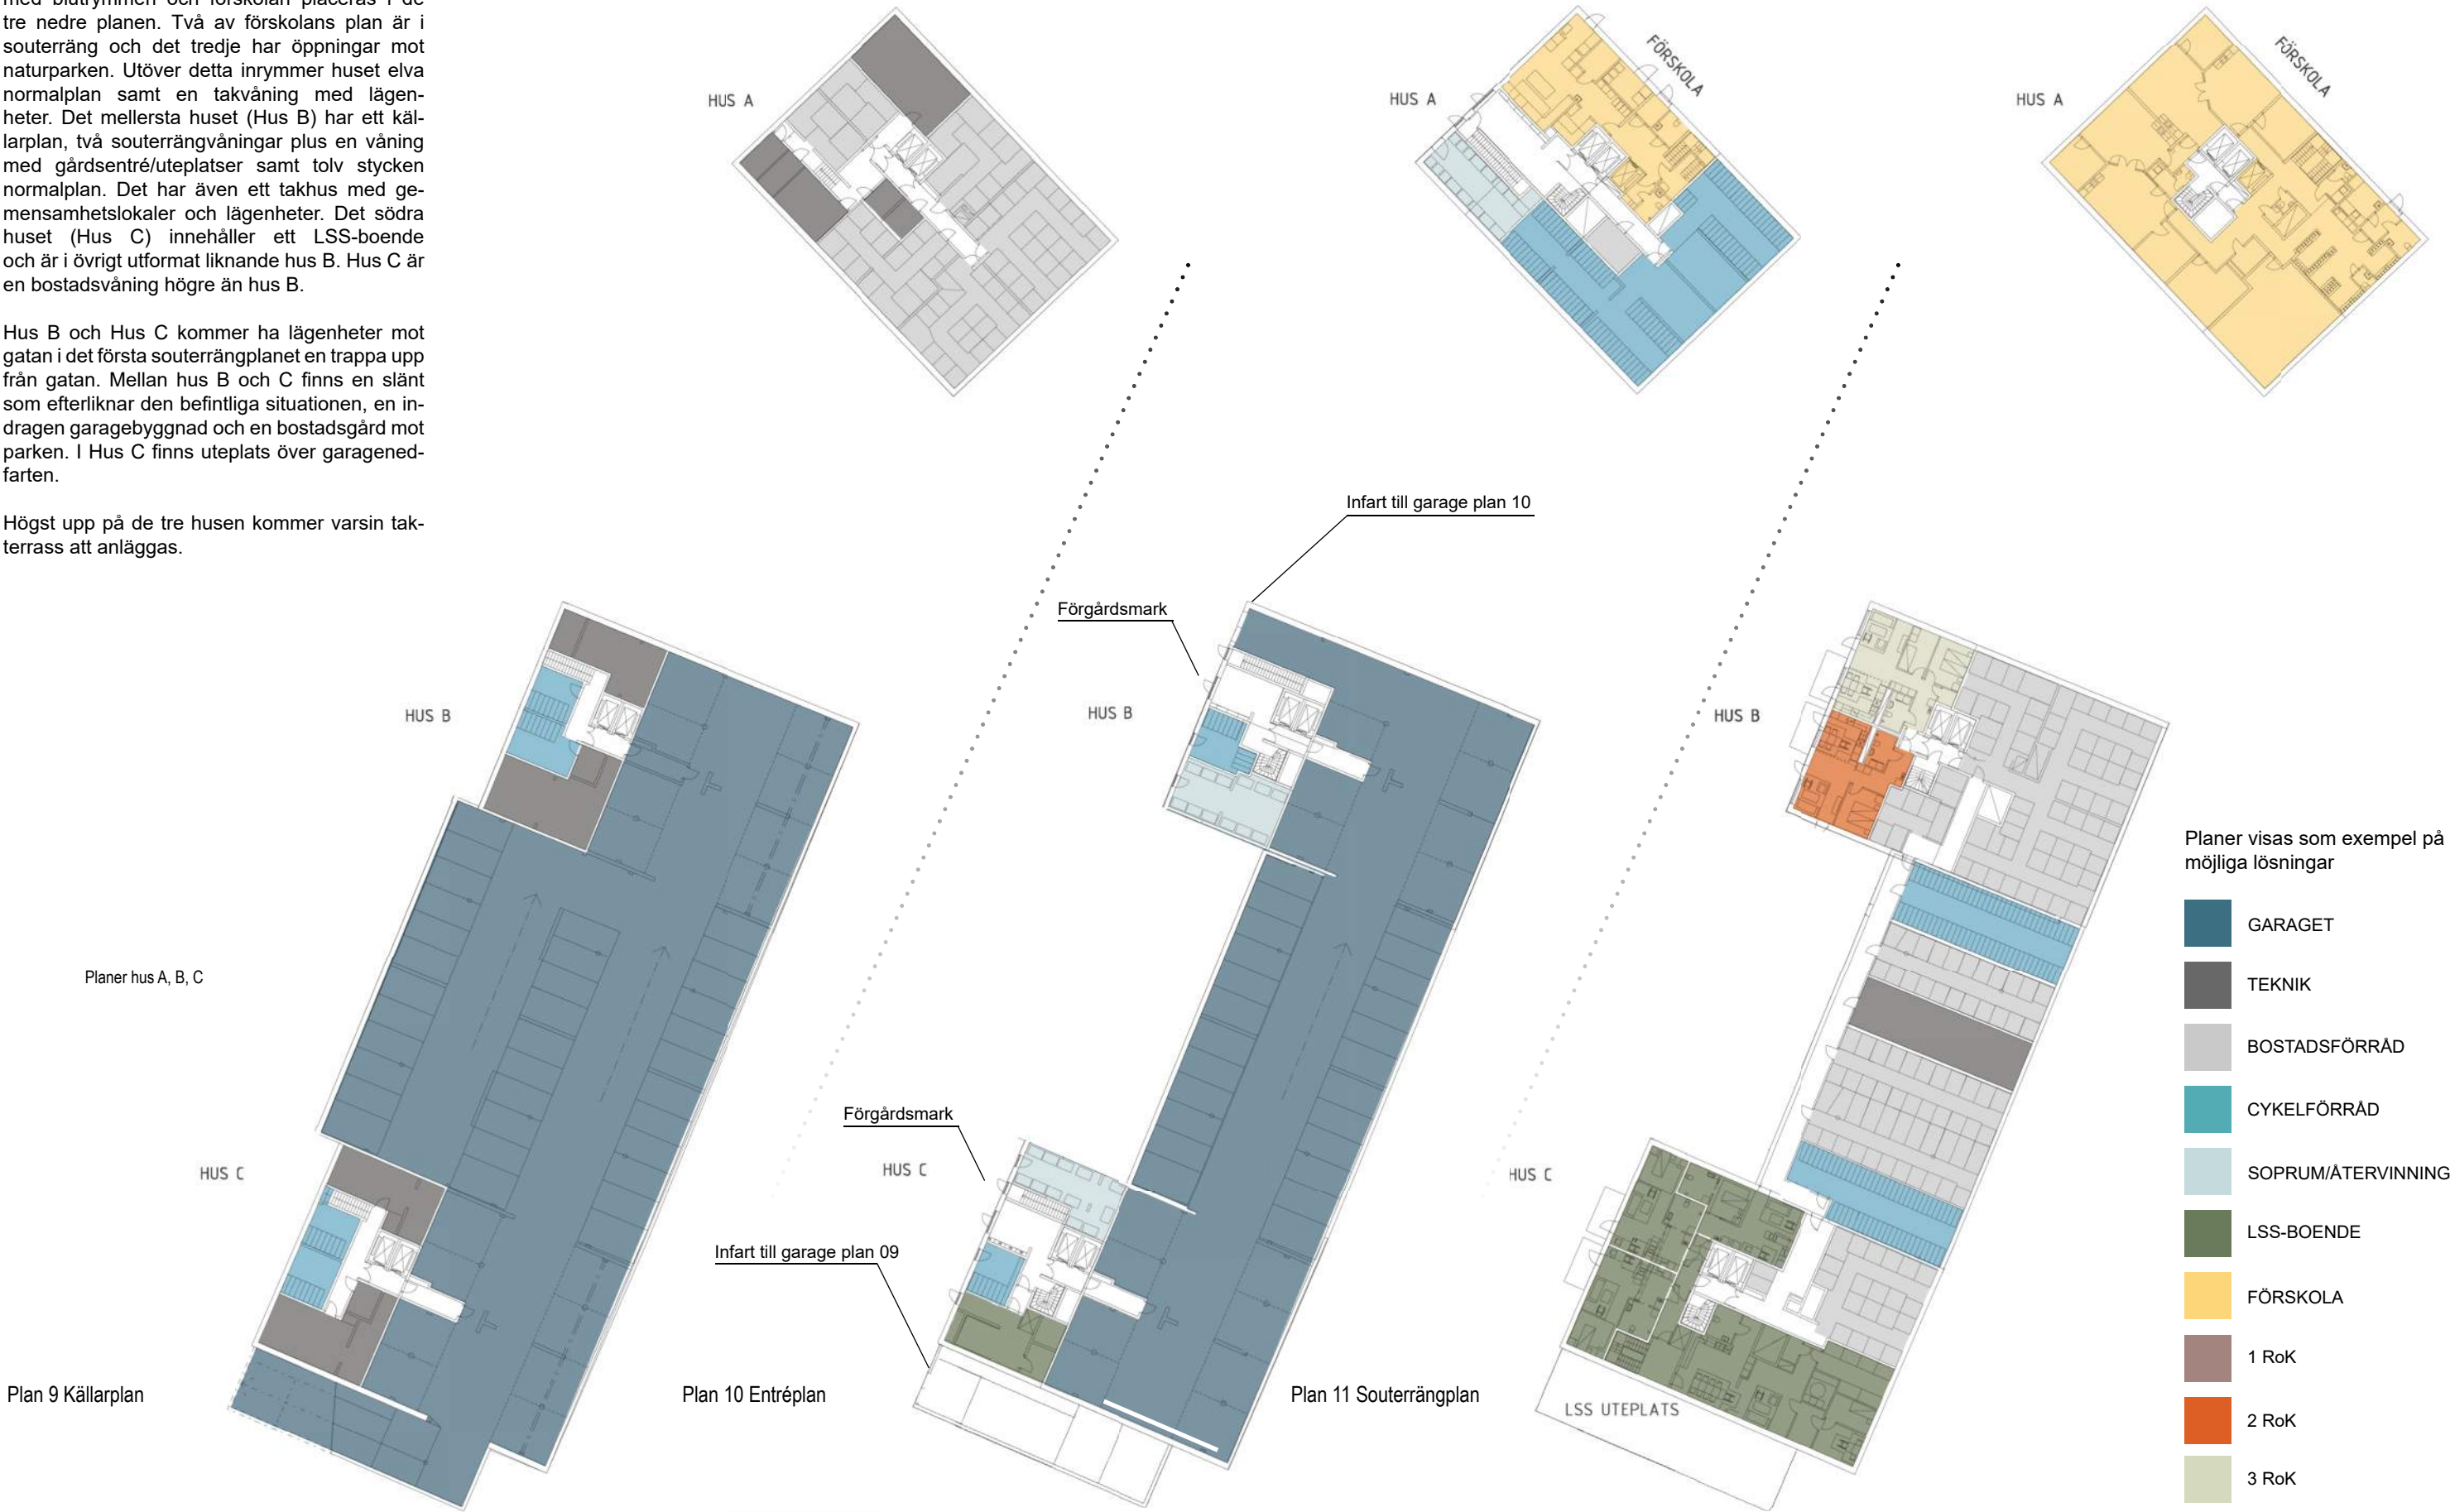 med biutrymmen och förskolan placeras i de
tre nedre planen. Två av förskolans plan är i
souterräng och det tredje har öppningar mot
naturparken. Utöver detta inrymmer huset elva
normalplan samt en takvåning med lägen-
heter. Det mellersta huset (Hus B) har ett käl-
larplan, två souterrängvåningar plus en våning
med gårdsentré/uteplatser samt tolv stycken
normalplan. Det har även ett takhus med ge-
mensamhetslokaler och lägenheter. Det södra
huset (Hus C) innehåller ett LSS-boende
och är i övrigt utformat liknande hus B. Hus C är
en bostadsvåning högre än hus B.
Hus B och Hus C kommer ha lägenheter mot
gatan i det första souterrängplanet en trappa upp
från gatan. Mellan hus B och C finns en slänt
som efterliknar den befintliga situationen, en in-
dragen garagebyggnad och en bostadsgård mot
parken. I Hus C finns uteplats över garagened-
farten.
Högst upp på de tre husen kommer varsin tak-
terrass att anläggas.
Planer hus A, B, C
HUS A
HUS B
HUS C
Plan 9 Källarplan
HUS A
FÖRSKOLA
Infart till garage plan 10
Förgårdsmark
HUS B
Förgårdsmark
HUS C
Infart till garage plan 09
Plan 10 Entréplan
HUS A
FÖRSKOLA
HUS B
HUS C
LSS UTEPLATS
Plan 11 Souterrängplan
Planer visas som exempel på
möjliga lösningar
GARAGET
TEKNIK
BOSTADSFÖRRÅD
CYKELFÖRRÅD
SOPRUM/ÅTERVINNING
LSS-BOENDE
FÖRSKOLA
1 RoK
2 RoK
3 RoK